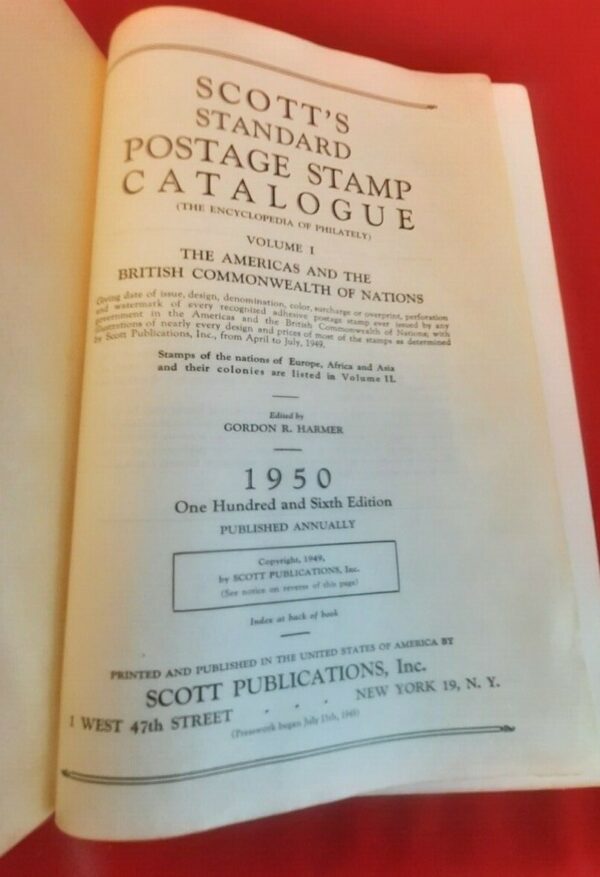 SCOTT'S
STANDARD
POSTAGE STAMP
CATALOGUE
(THE ENCYCLOPEDIA OF PHILATELY)
VOLUME I
THE AMERICAS AND THE
BRITISH COMMONWEALTH OF NATIONS
Giving date of issue, design, denomination, color, surcharge or overprint, perforation
and watermark of every recognized adhesive postage stamp ever issued by any
government in the Americas and the British Commonwealth of Nations; with
illustrations of nearly every design and prices of most of the stamps as determined
by Scott Publications, Inc., from April to July, 1949.
Stamps of the nations of Europe, Africa and Asia
and their colonies are listed in Volume II.
Edited by
GORDON R. HARMER
1950
One Hundred and Sixth Edition
PUBLISHED ANNUALLY
Copyright, 1949,
by SCOTT PUBLICATIONS, Inc.
(See notice on reverse of this page)
Index at back of book
PRINTED AND PUBLISHED IN THE UNITED STATES OF AMERICA BY
SCOTT PUBLICATIONS, Inc.
1 WEST 47th STREET . . . NEW YORK 19, N. Y.
(Presswork began July 15th, 1949)